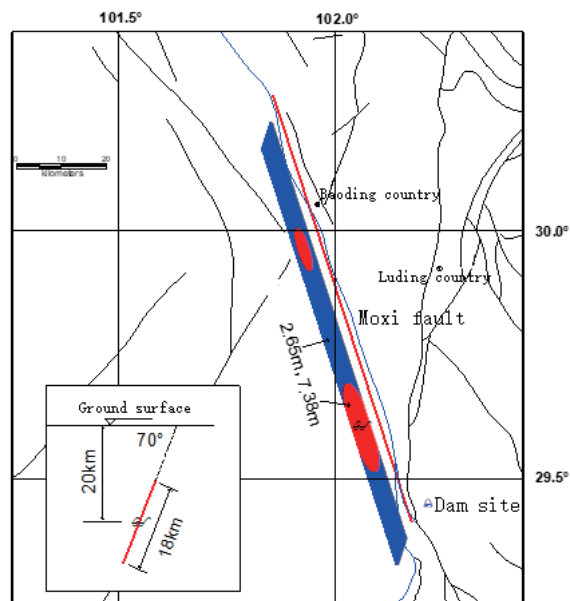 101.5°
102.0°
0 10 20
kilometers
Baoding country
30.0°
Luding country
Moxi fault
2.65m, 7.38m
Ground surface
70°
20km
18km
29.5°
Dam site